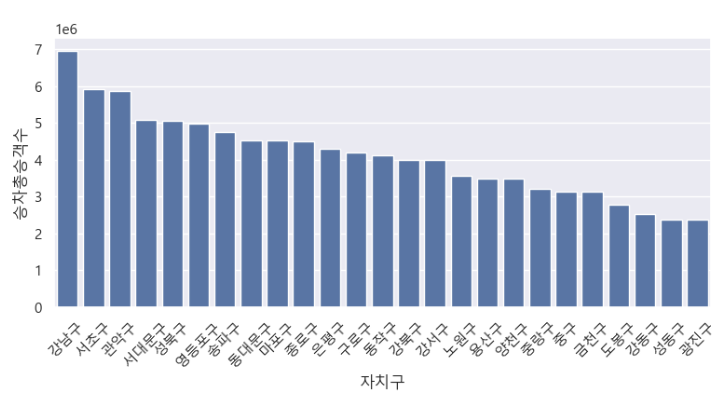 1e6
7
6
5
4
3
2
1
0
승차총승객수
강남구
서초구
관악구
서대문구
성북구
영등포구
송파구
동대문구
마포구
종로구
은평구
구로구
동작구
강북구
강서구
노원구
용산구
양천구
중랑구
중구
금천구
도봉구
강동구
성동구
광진구
자치구